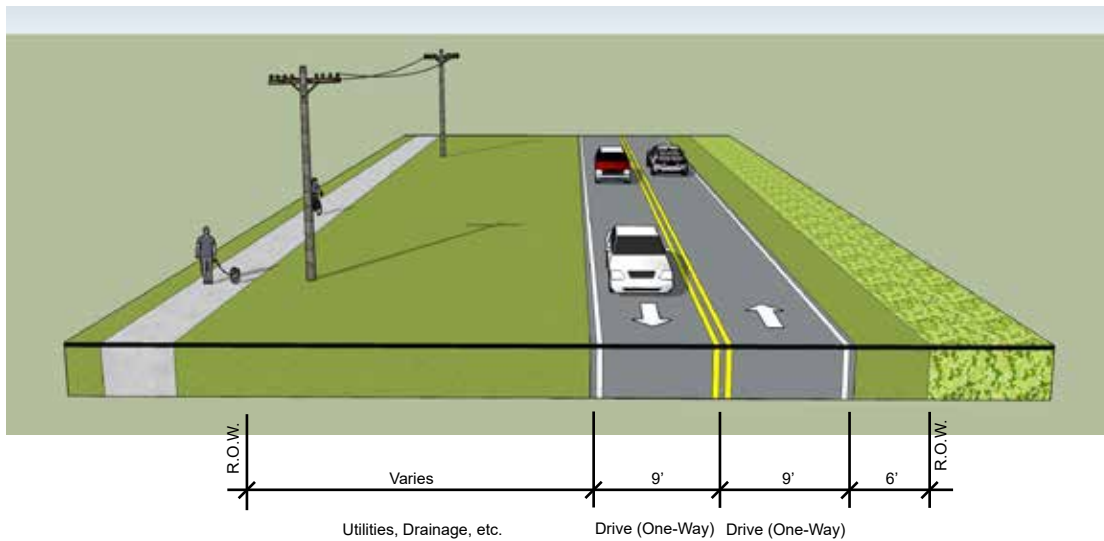 R.O.W.
Varies
9’
9’
6’
R.O.W.
Utilities, Drainage, etc.
Drive (One-Way)
Drive (One-Way)